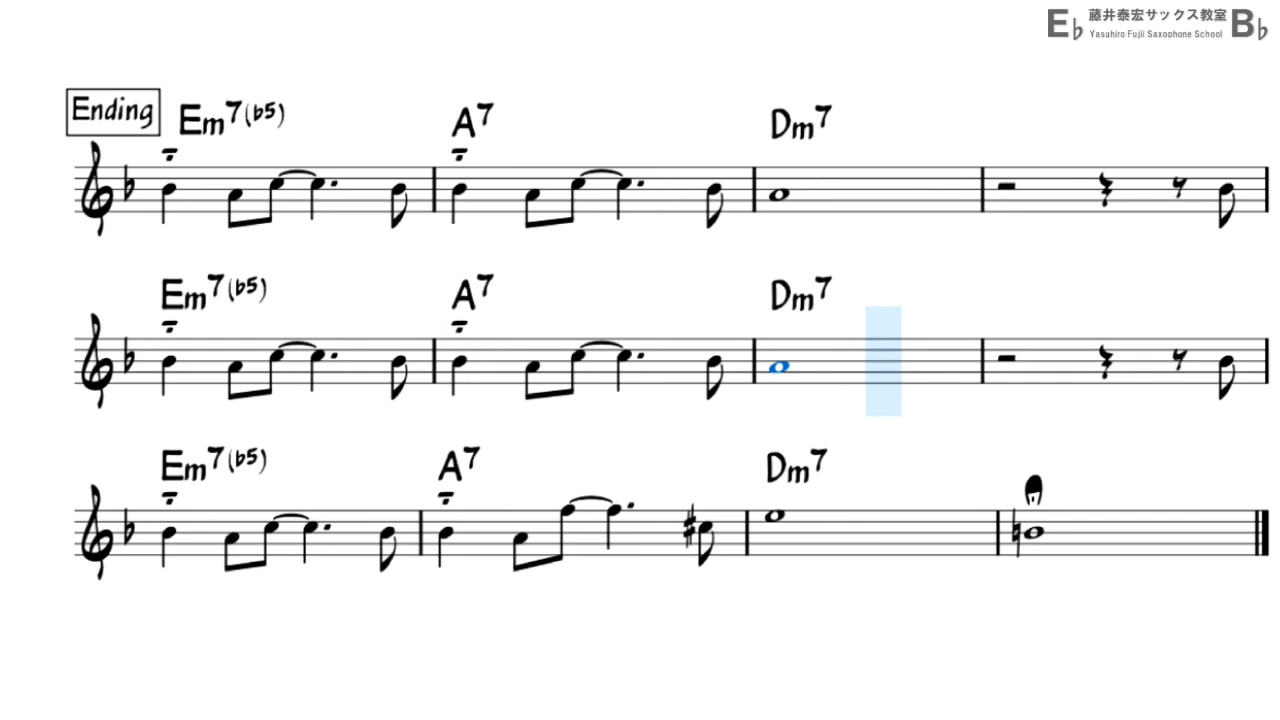 E♭ 藤井泰宏サックス教室 B♭
Yasuhiro Fujii Saxophone School
Ending Em7(♭5) A7 Dm7
Em7(♭5) A7 Dm7
Em7(♭5) A7 Dm7